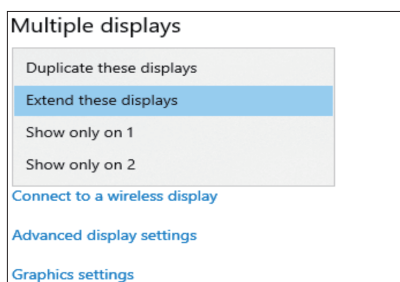 Multiple displays
Duplicate these displays
Extend these displays
Show only on 1
Show only on 2
Connect to a wireless display
Advanced display settings
Graphics settings